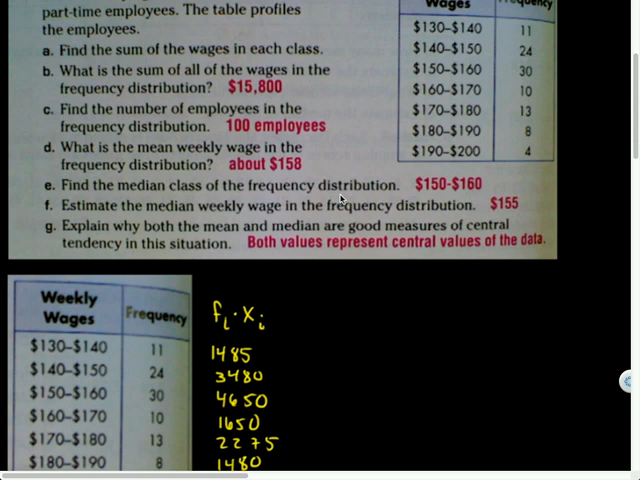 part-time employees. The table profiles
the employees.
a. Find the sum of the wages in each class.
b. What is the sum of all of the wages in the
frequency distribution? $15,800
c. Find the number of employees in the
frequency distribution. 100 employees
d. What is the mean weekly wage in the
frequency distribution? about $158
e. Find the median class of the frequency distribution. $150-$160
f. Estimate the median weekly wage in the frequency distribution. $155
g. Explain why both the mean and median are good measures of central
tendency in this situation. Both values represent central values of the data.
Wages Frequency
$130–$140 11
$140–$150 24
$150–$160 30
$160–$170 10
$170–$180 13
$180–$190 8
$190–$200 4
Weekly
Wages Frequency
$130–$140 11
$140–$150 24
$150–$160 30
$160–$170 10
$170–$180 13
$180–$190 8
fi · xi
1485
3480
4650
1650
2275
1480